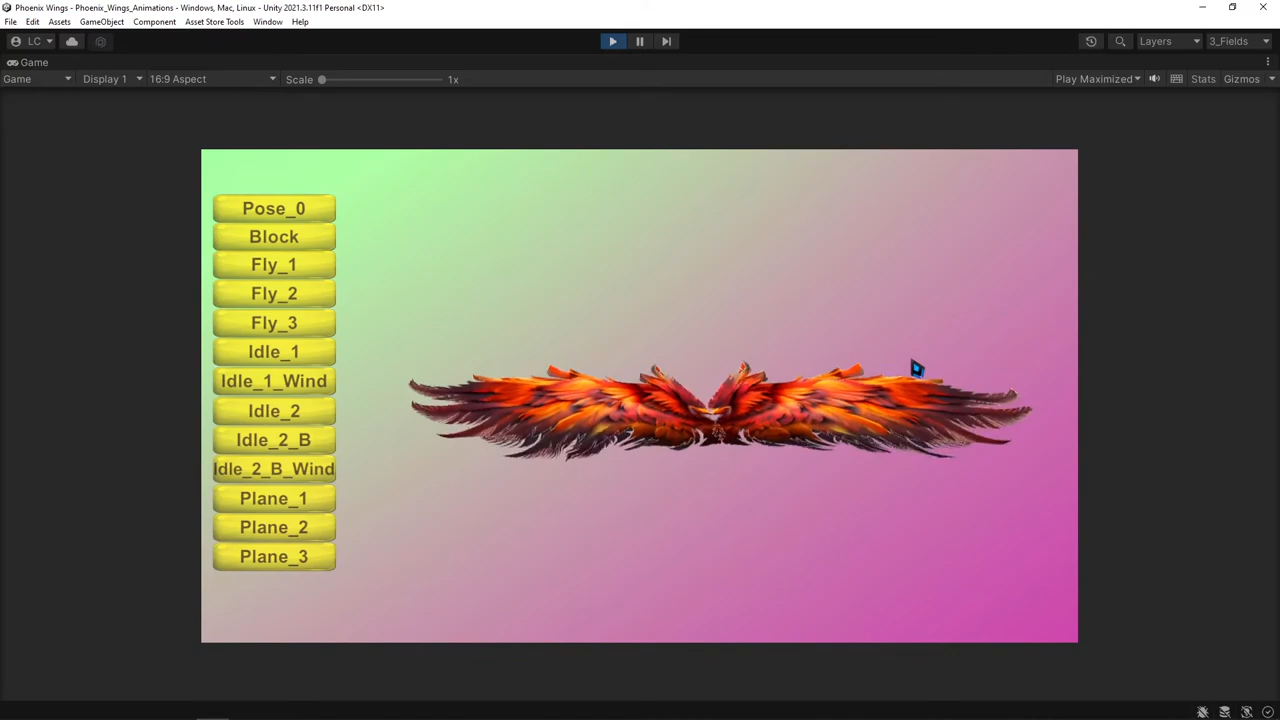 Phoenix Wings - Phoenix_Wings_Animations - Windows, Mac, Linux - Unity 2021.3.11f1 Personal <DX11>
File Edit Assets GameObject Component Asset Store Tools Window Help
LC Layers 3_Fields
Game
Game Display 1 16:9 Aspect Scale 1x Play Maximized Stats Gizmos
Pose_0
Block
Fly_1
Fly_2
Fly_3
Idle_1
Idle_1_Wind
Idle_2
Idle_2_B
Idle_2_B_Wind
Plane_1
Plane_2
Plane_3